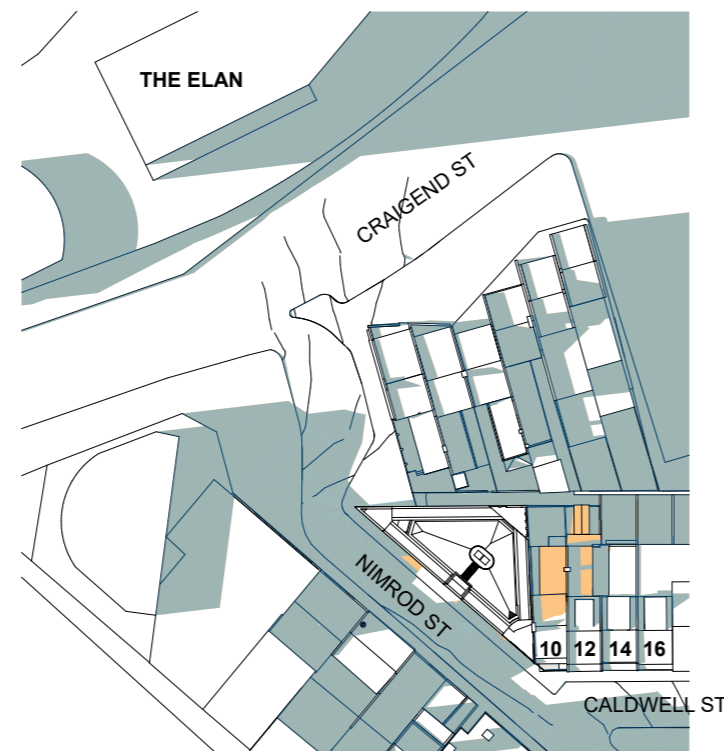 THE ELAN
CRAIGEND ST
NIMROD ST
10 12 14 16
CALDWELL ST